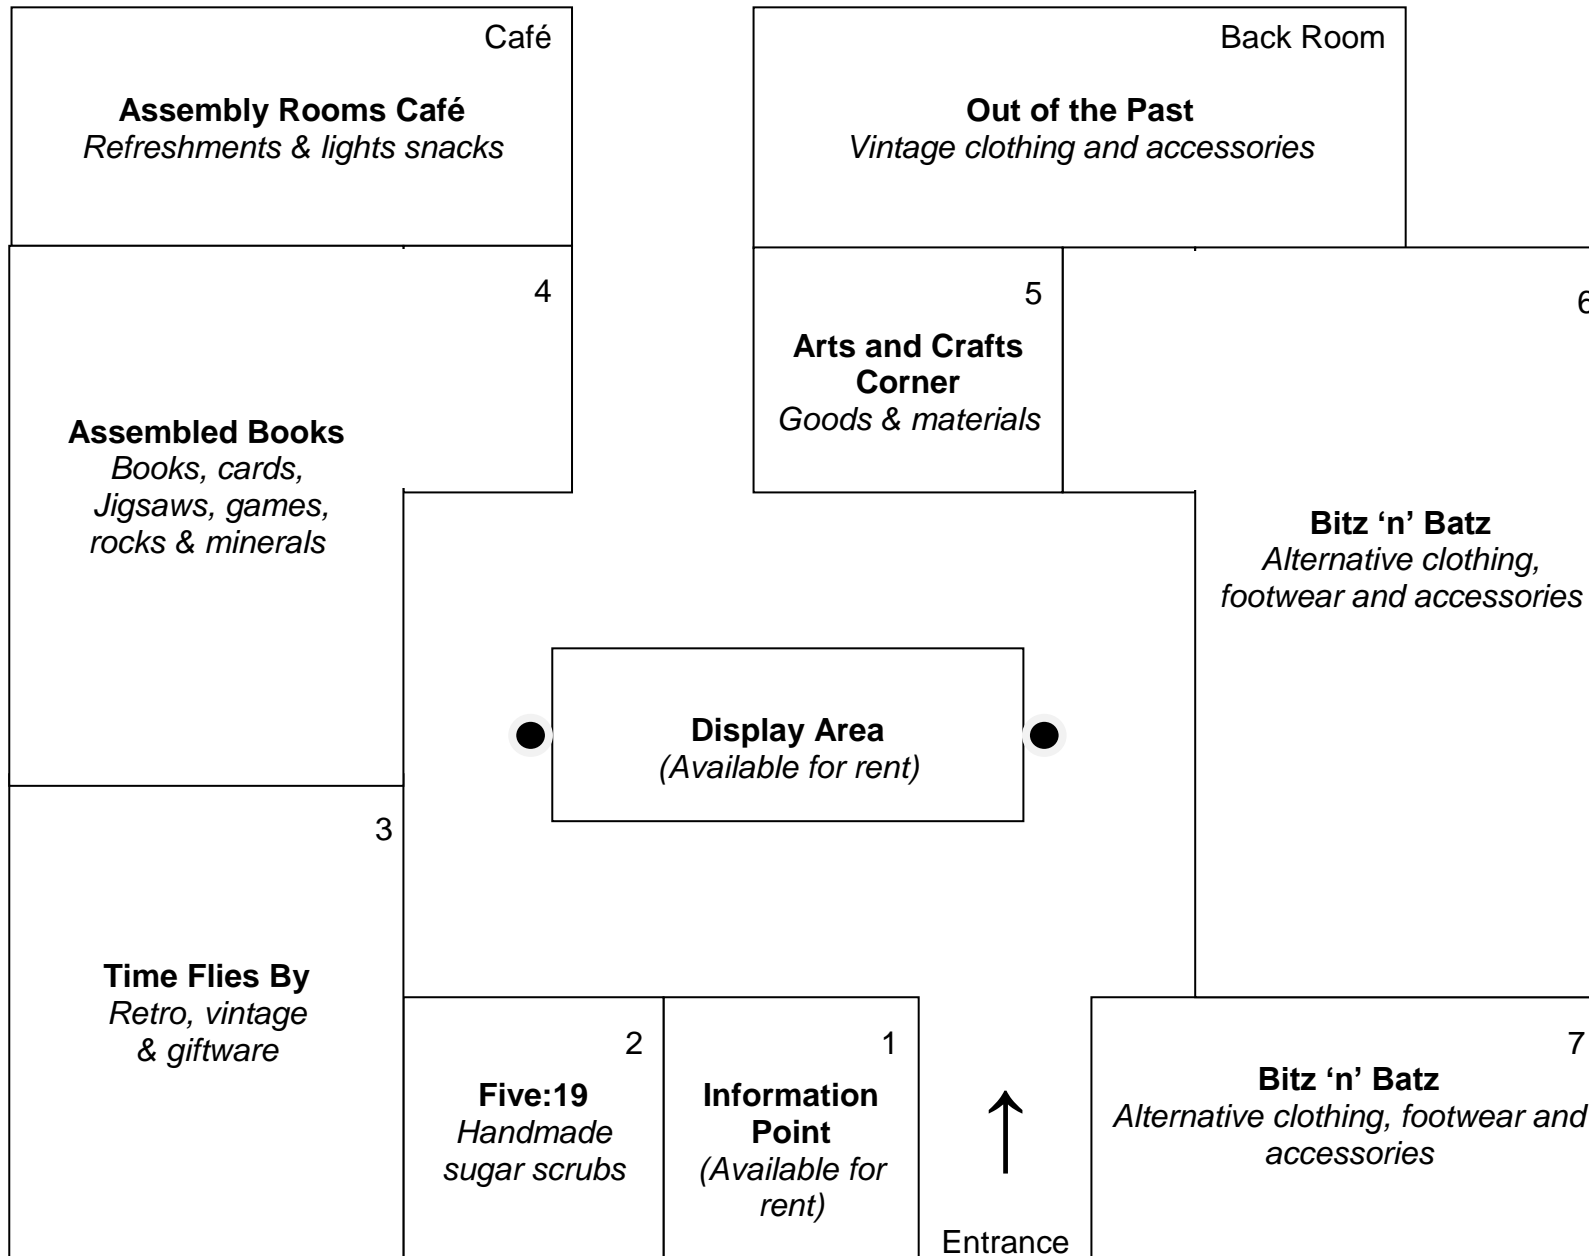 Café
Assembly Rooms Café
Refreshments & lights snacks
Back Room
Out of the Past
Vintage clothing and accessories
4
Assembled Books
Books, cards,
Jigsaws, games,
rocks & minerals
5
Arts and Crafts
Corner
Goods & materials
6
Bitz ‘n’ Batz
Alternative clothing,
footwear and accessories
Display Area
(Available for rent)
3
Time Flies By
Retro, vintage
& giftware
2
Five:19
Handmade
sugar scrubs
1
Information
Point
(Available for
rent)
Entrance
7
Bitz ‘n’ Batz
Alternative clothing, footwear and
accessories